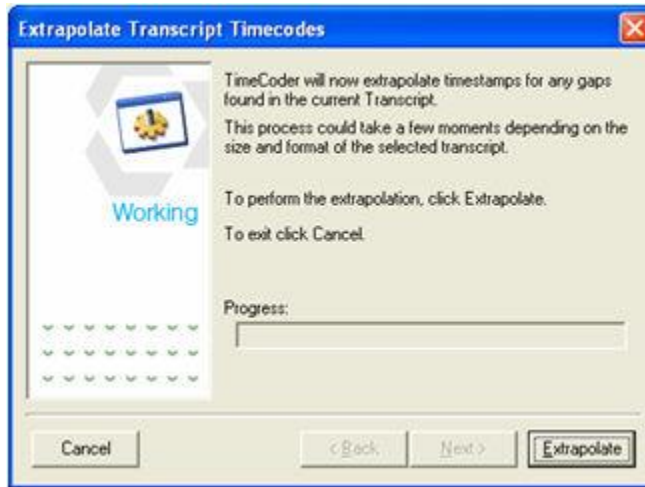 Extrapolate Transcript Timecodes
TimeCoder will now extrapolate timestamps for any gaps
found in the current Transcript.
This process could take a few moments depending on the
size and format of the selected transcript.
Working
To perform the extrapolation, click Extrapolate.
To exit click Cancel.
Progress:
Cancel
< Back
Next >
Extrapolate